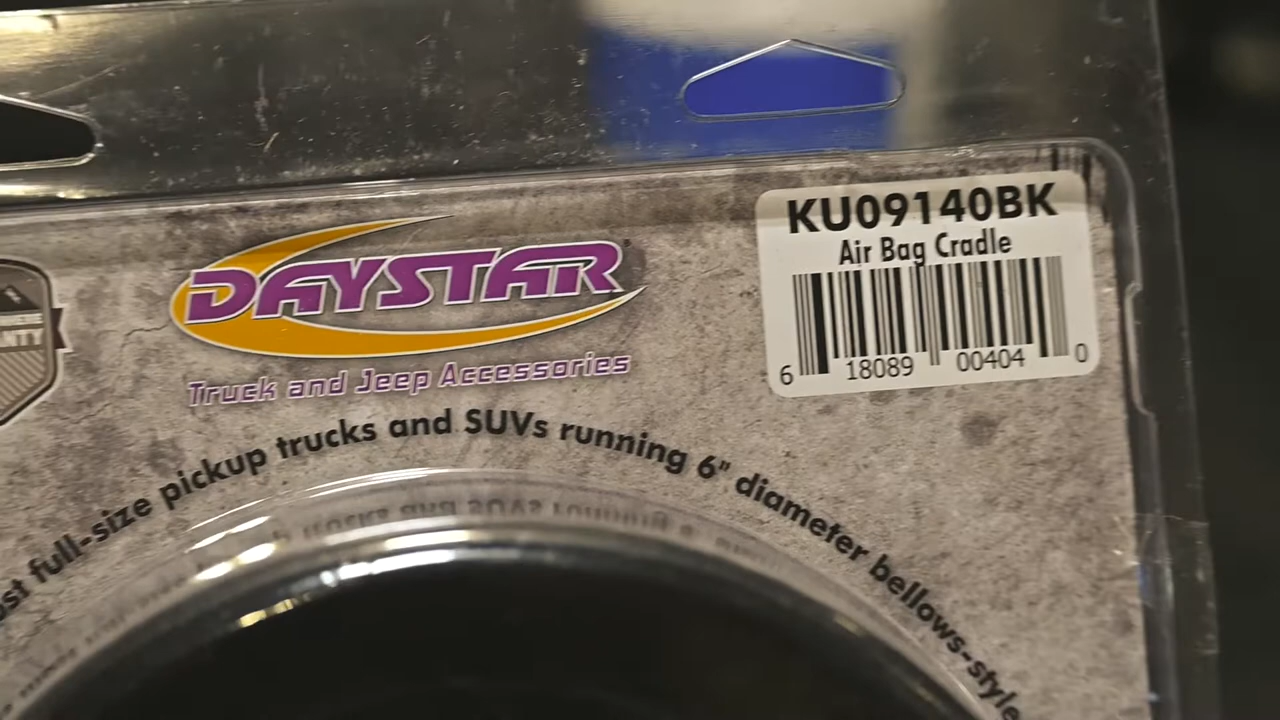 DAYSTAR
Truck and Jeep Accessories
KU09140BK
Air Bag Cradle
6 18089 00404 0
full-size pickup trucks and SUVs running 6" diameter bellows-style